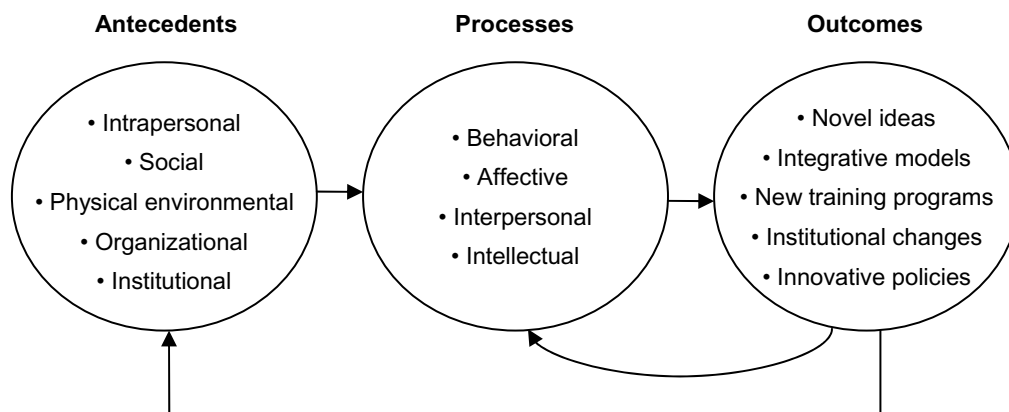 Antecedents
Processes
Outcomes
• Intrapersonal
• Social
• Physical environmental
• Organizational
• Institutional
• Behavioral
• Affective
• Interpersonal
• Intellectual
• Novel ideas
• Integrative models
• New training programs
• Institutional changes
• Innovative policies